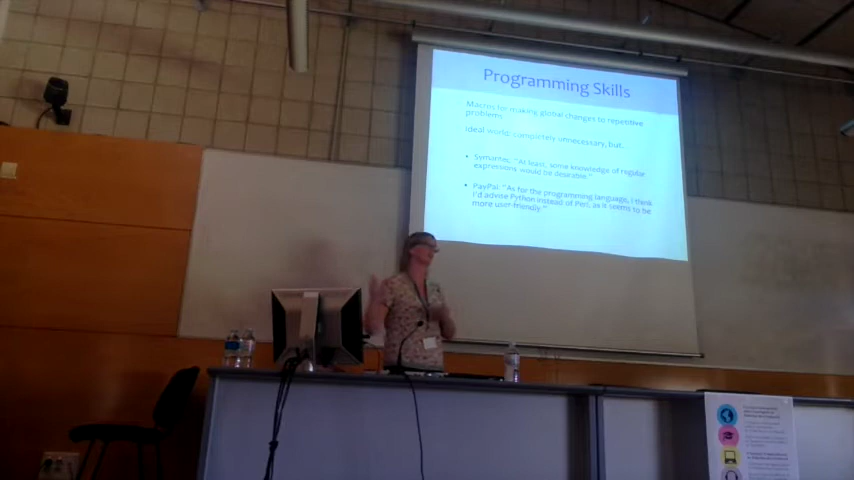 Programming Skills
Macros for making global changes to repetitive
problems.
Ideal world: completely unnecessary, but..
• Symantec: "At least, some knowledge of regular
expressions would be desirable."
• PayPal: "As for the programming language, I think
I'd advise Python instead of Perl, as it seems to be
more user-friendly."